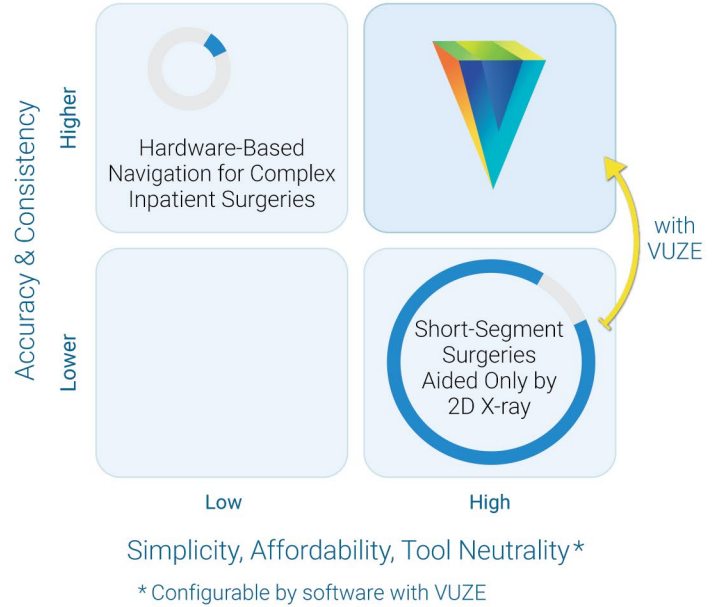 Accuracy & Consistency
Higher
Hardware-Based
Navigation for Complex
Inpatient Surgeries
with
VUZE
Lower
Short-Segment
Surgeries
Aided Only by
2D X-ray
Low
High
Simplicity, Affordability, Tool Neutrality*
* Configurable by software with VUZE